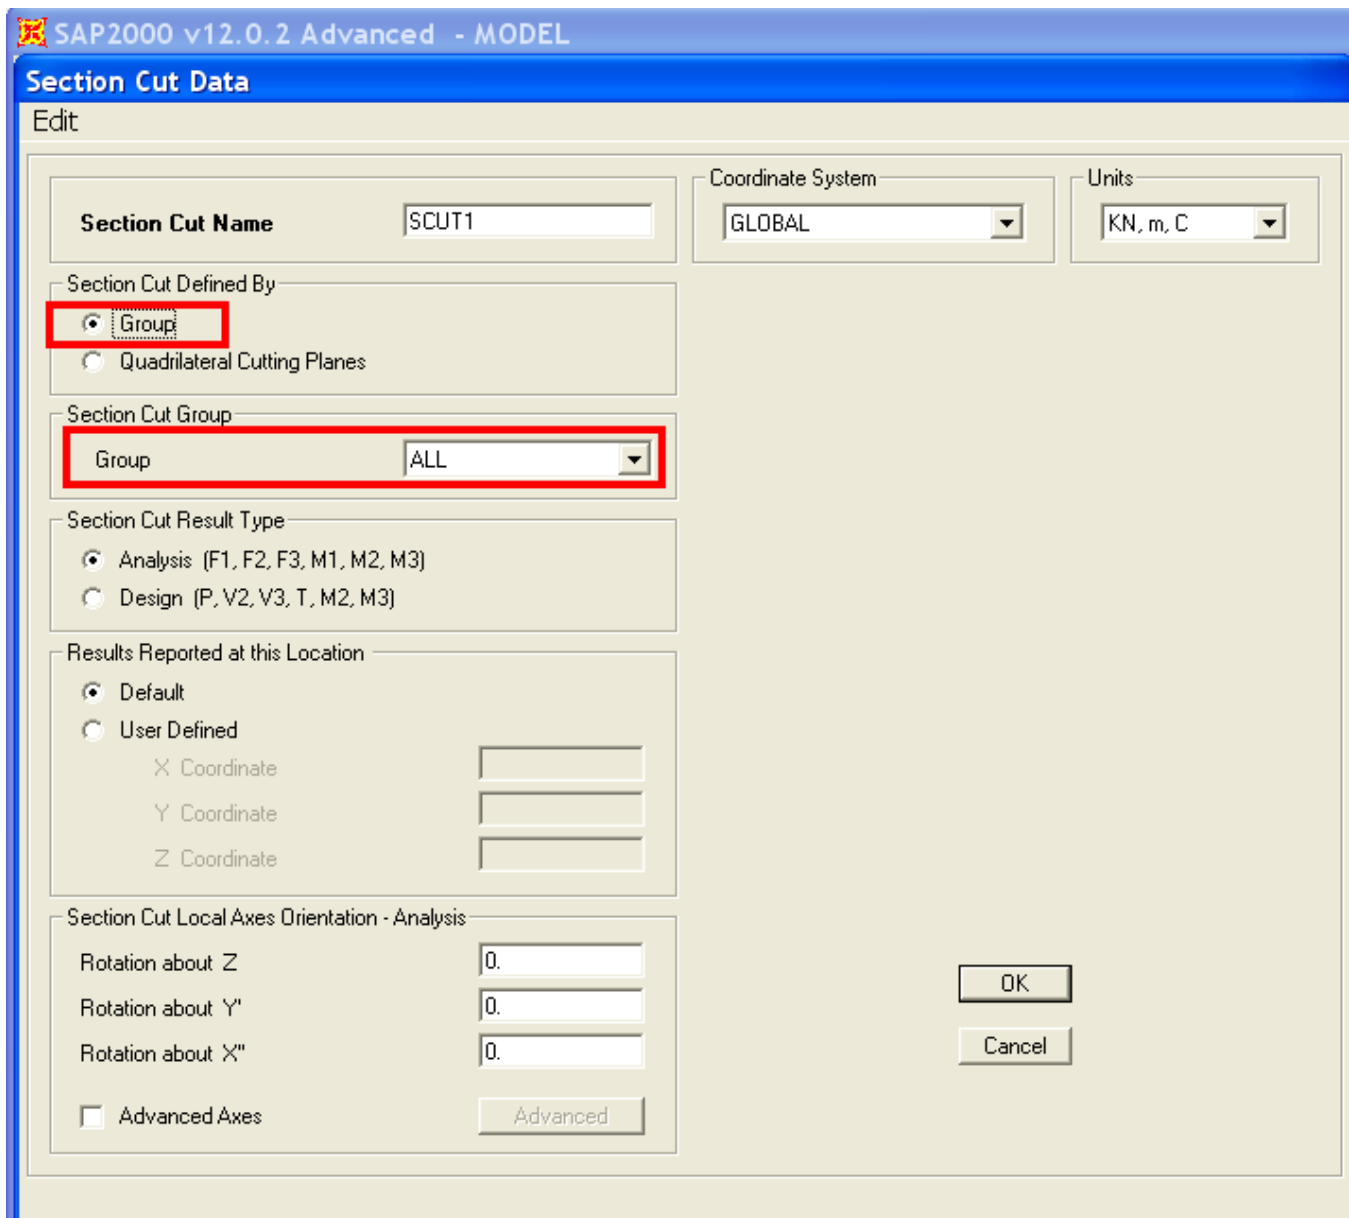 SAP2000 v12.0.2 Advanced - MODEL
Section Cut Data
Edit
Section Cut Name SCUT1
Coordinate System
GLOBAL
Units
KN, m, C
Section Cut Defined By
Group
Quadrilateral Cutting Planes
Section Cut Group
Group ALL
Section Cut Result Type
Analysis (F1, F2, F3, M1, M2, M3)
Design (P, V2, V3, T, M2, M3)
Results Reported at this Location
Default
User Defined
X Coordinate
Y Coordinate
Z Coordinate
Section Cut Local Axes Orientation - Analysis
Rotation about Z 0.
Rotation about Y' 0.
Rotation about X'' 0.
Advanced Axes Advanced
OK
Cancel